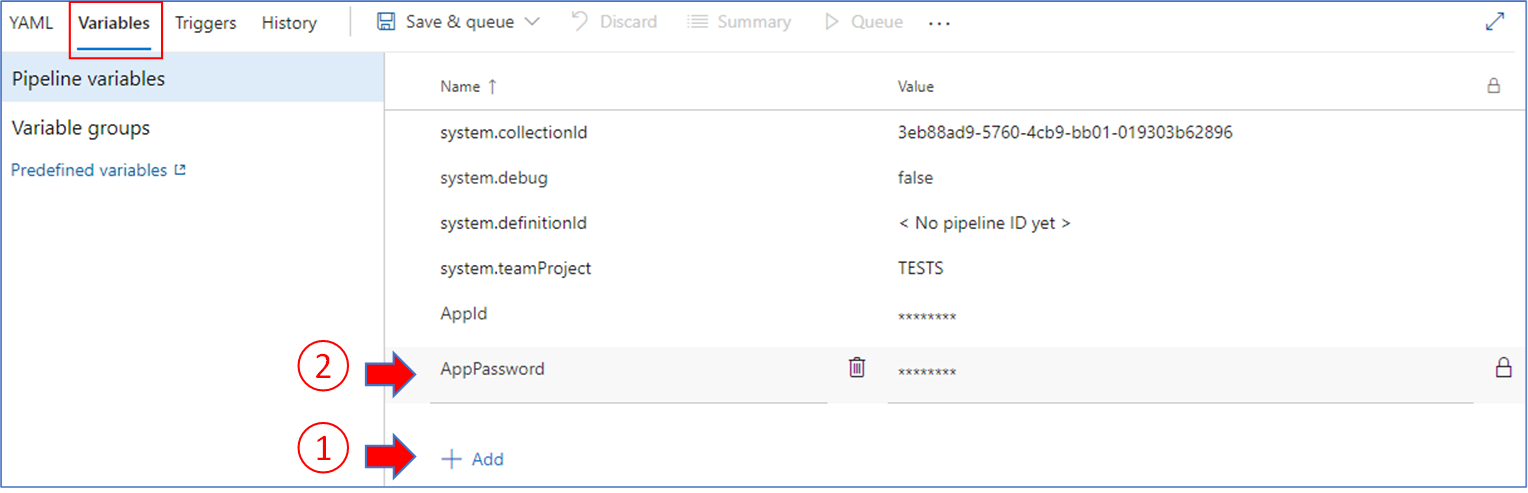 YAML Variables Triggers History Save & queue Discard Summary Queue ...
Pipeline variables
Variable groups
Predefined variables
Name ↑ Value
system.collectionId 3eb88ad9-5760-4cb9-bb01-019303b62896
system.debug false
system.definitionId < No pipeline ID yet >
system.teamProject TESTS
AppId ********
2 AppPassword ********
1 + Add